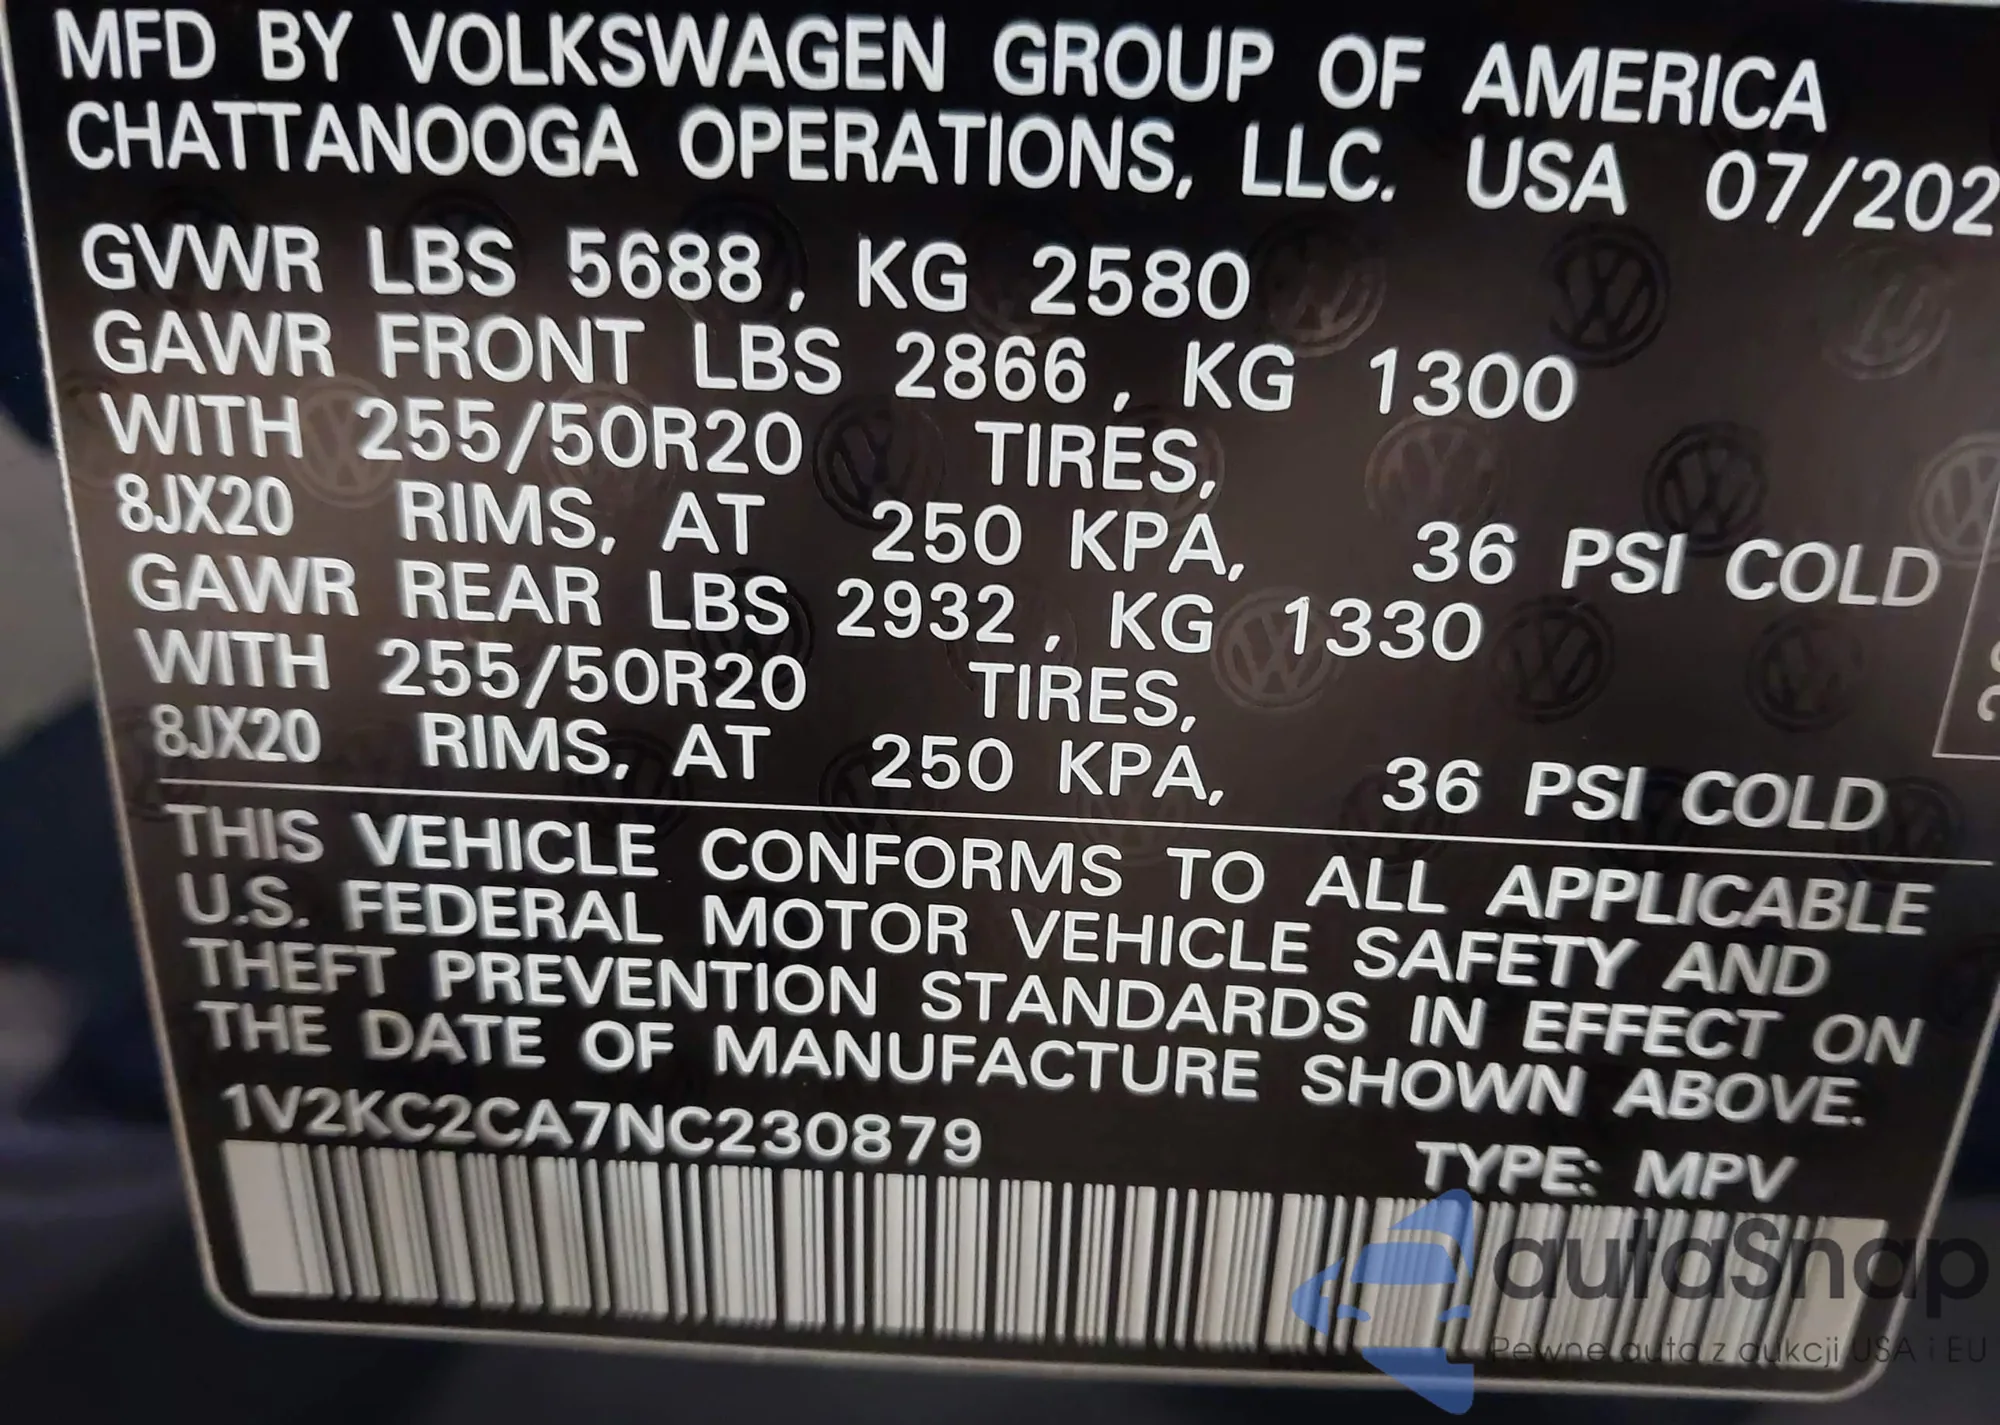 MFD BY VOLKSWAGEN GROUP OF AMERICA
CHATTANOOGA OPERATIONS, LLC. USA 07/202
GVWR LBS 5688, KG 2580
GAWR FRONT LBS 2866, KG 1300
WITH 255/50R20 TIRES,
8JX20 RIMS, AT 250 KPA, 36 PSI COLD
GAWR REAR LBS 2932, KG 1330
WITH 255/50R20 TIRES,
8JX20 RIMS, AT 250 KPA, 36 PSI COLD
THIS VEHICLE CONFORMS TO ALL APPLICABLE
U.S. FEDERAL MOTOR VEHICLE SAFETY AND
THEFT PREVENTION STANDARDS IN EFFECT ON
THE DATE OF MANUFACTURE SHOWN ABOVE.
1V2KC2CA7NC230879
TYPE: MPV
autoSnap
Pewne auto z aukcji USA i EU